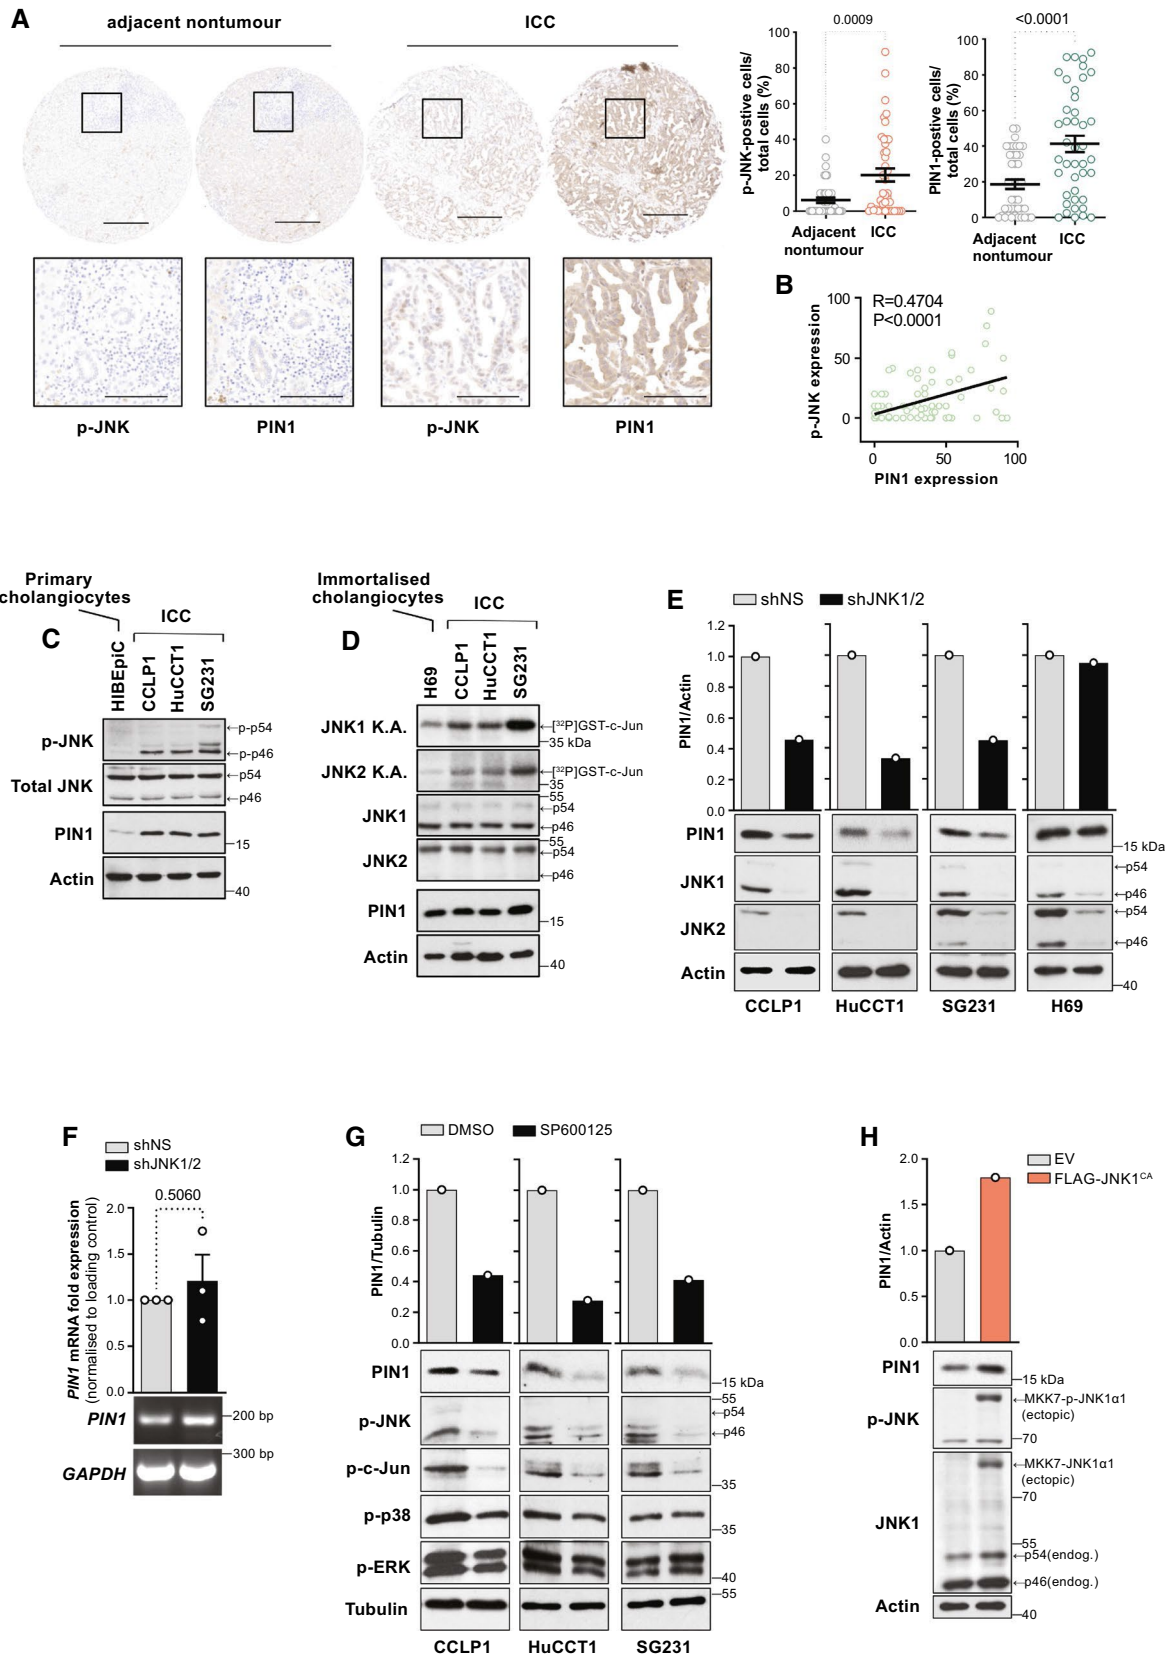 A
adjacent nontumour
ICC
p-JNK
PIN1
p-JNK
PIN1
0.0009
p-JNK-postive cells/
total cells (%)
100
80
60
40
20
0
Adjacent
nontumour
ICC
<0.0001
PIN1-postive cells/
total cells (%)
100
80
60
40
20
0
Adjacent
nontumour
ICC
B
R=0.4704
P<0.0001
p-JNK expression
100
50
0
0
50
100
PIN1 expression
C
Primary
cholangiocytes
ICC
HIBEpiC
CCLP1
HuCCT1
SG231
p-JNK
←p-p54
←p-p46
Total JNK
←p54
←p46
PIN1
15
Actin
40
D
Immortalised
cholangiocytes
ICC
H69
CCLP1
HuCCT1
SG231
JNK1 K.A.
←[³²P]GST-c-Jun
35 kDa
JNK2 K.A.
←[³²P]GST-c-Jun
35
JNK1
55
←p54
←p46
JNK2
55
←p54
←p46
PIN1
15
Actin
40
E
shNS
shJNK1/2
PIN1/Actin
1.2
1.0
0.8
0.6
0.4
0.2
0.0
PIN1
15 kDa
JNK1
←p54
←p46
JNK2
←p54
←p46
Actin
40
CCLP1
HuCCT1
SG231
H69
F
shNS
shJNK1/2
0.5060
PIN1 mRNA fold expression
(normalised to loading control)
2.0
1.5
1.0
0.5
0.0
PIN1
200 bp
300 bp
GAPDH
G
DMSO
SP600125
PIN1/Tubulin
1.2
1.0
0.8
0.6
0.4
0.2
0.0
PIN1
15 kDa
p-JNK
55
←p54
←p46
p-c-Jun
35
p-p38
35
p-ERK
40
Tubulin
55
CCLP1
HuCCT1
SG231
H
EV
FLAG-JNK1ᶜᴬ
PIN1/Actin
2.0
1.5
1.0
0.5
0.0
PIN1
15 kDa
p-JNK
←MKK7-p-JNK1α1
(ectopic)
70
JNK1
←MKK7-JNK1α1
(ectopic)
70
55
←p54(endog.)
←p46(endog.)
Actin
40